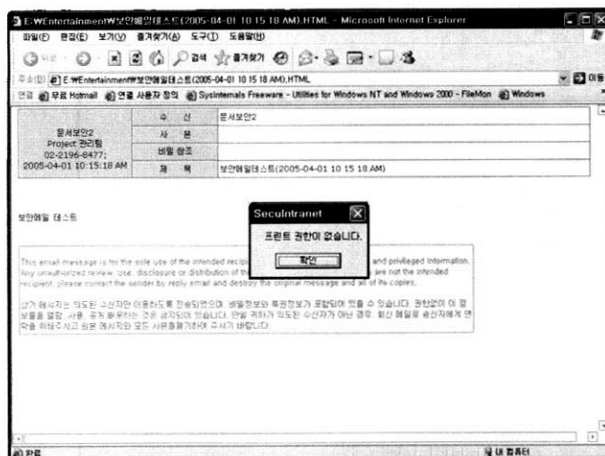 E:₩Entertainment₩보안메일테스트(2005-04-01 10 15 18 AM).HTML - Microsoft Internet Explorer
파일(F) 편집(E) 보기(V) 즐겨찾기(A) 도구(T) 도움말(H)
뒤로 검색 즐겨찾기
주소(D) E:₩Entertainment₩보안메일테스트(2005-04-01 10 15 18 AM).HTML 이동
연결 무료 Hotmail 연결 사용자 정의 Sysinternals Freeware - Utilities for Windows NT and Windows 2000 - FileMon Windows
문서보안2
Project 관리팀
02-2196-8477;
2005-04-01 10:15:18 AM
수 신 문서보안2
사 본
비밀 참조
제 목 보안메일테스트(2005-04-01 10 15 18 AM)
보안메일 테스트
SecuIntranet
프린트 권한이 없습니다.
확인
This email message is for the sole use of the intended recipi and privileged information.
Any unauthorized review, use, disclosure or distribution of th are not the intended
recipient, please contact the sender by reply email and destroy the original message and all of its copies.
상기 메시지는 의도된 수신자만 이용하도록 전송되었으며, 비밀정보와 특권정보가 포함되어 있을 수 있습니다. 권한없이 이 정
보물을 열람, 사용, 공개 배포하는 것은 금지되어 있습니다. 만일 귀하가 의도된 수신자가 아닌 경우, 회신 메일로 송신자에게 연
락을 취해주시고 원본 메시지와 모든 사본을폐기하여 주시기 바랍니다.
완료 내 컴퓨터